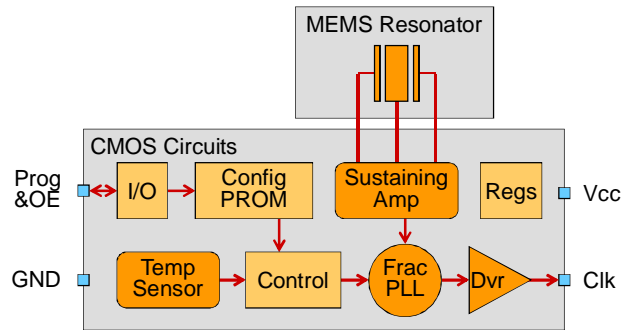 MEMS Resonator
CMOS Circuits
Prog
&OE
I/O
Config
PROM
Sustaining
Amp
Regs
Vcc
GND
Temp
Sensor
Control
Frac
PLL
Dvr
Clk